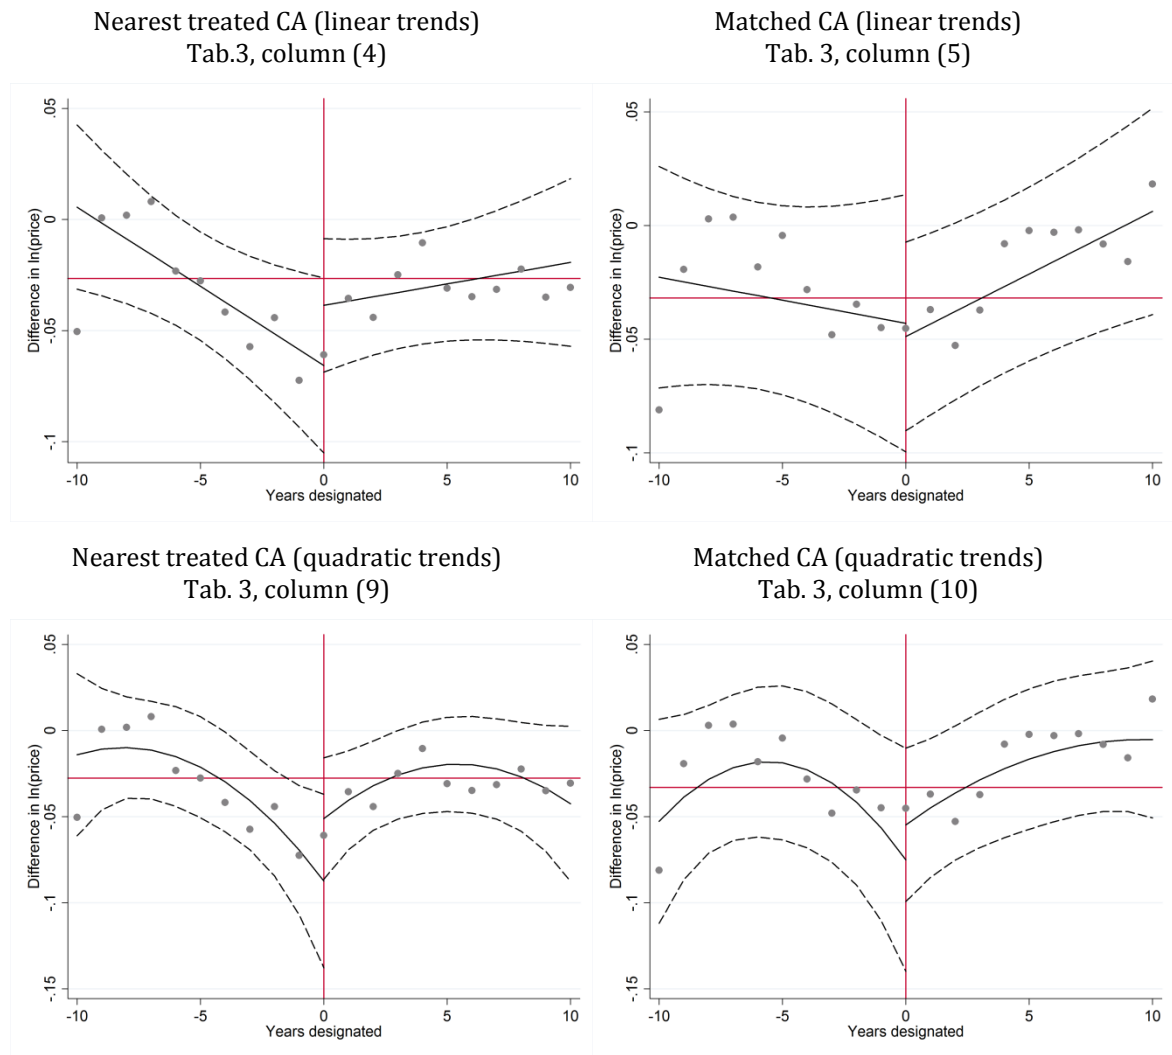 Nearest treated CA (linear trends)
Tab.3, column (4)
Matched CA (linear trends)
Tab. 3, column (5)
Difference in ln(price)
.05
0
-.05
-.1
-10
-5
0
5
10
Years designated
Difference in ln(price)
.05
0
-.05
-.1
-10
-5
0
5
10
Years designated
Nearest treated CA (quadratic trends)
Tab. 3, column (9)
Matched CA (quadratic trends)
Tab. 3, column (10)
Difference in ln(price)
.05
0
-.05
-.1
-.15
-10
-5
0
5
10
Years designated
Difference in ln(price)
.05
0
-.05
-.1
-.15
-10
-5
0
5
10
Years designated